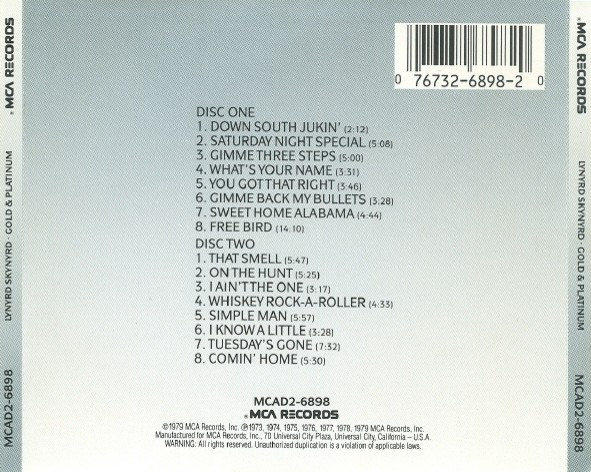 MCA RECORDS
LYNYRD SKYNYRD · GOLD & PLATINUM
MCAD2-6898
0 76732-6898-2 0
DISC ONE
1. DOWN SOUTH JUKIN' (2:12)
2. SATURDAY NIGHT SPECIAL (5:08)
3. GIMME THREE STEPS (5:00)
4. WHAT'S YOUR NAME (3:31)
5. YOU GOT THAT RIGHT (3:46)
6. GIMME BACK MY BULLETS (3:28)
7. SWEET HOME ALABAMA (4:44)
8. FREE BIRD (14:10)
DISC TWO
1. THAT SMELL (5:47)
2. ON THE HUNT (5:25)
3. I AIN'T THE ONE (3:17)
4. WHISKEY ROCK-A-ROLLER (4:33)
5. SIMPLE MAN (5:57)
6. I KNOW A LITTLE (3:28)
7. TUESDAY'S GONE (7:32)
8. COMIN' HOME (5:30)
MCAD2-6898
MCA RECORDS
©1979 MCA Records, Inc. ℗1973, 1974, 1975, 1976, 1977, 1978, 1979 MCA Records, Inc.
Manufactured for MCA Records, Inc., 70 Universal City Plaza, Universal City, California – U.S.A.
WARNING: All rights reserved. Unauthorized duplication is a violation of applicable laws.
MCA RECORDS
LYNYRD SKYNYRD · GOLD & PLATINUM
MCAD2-6898